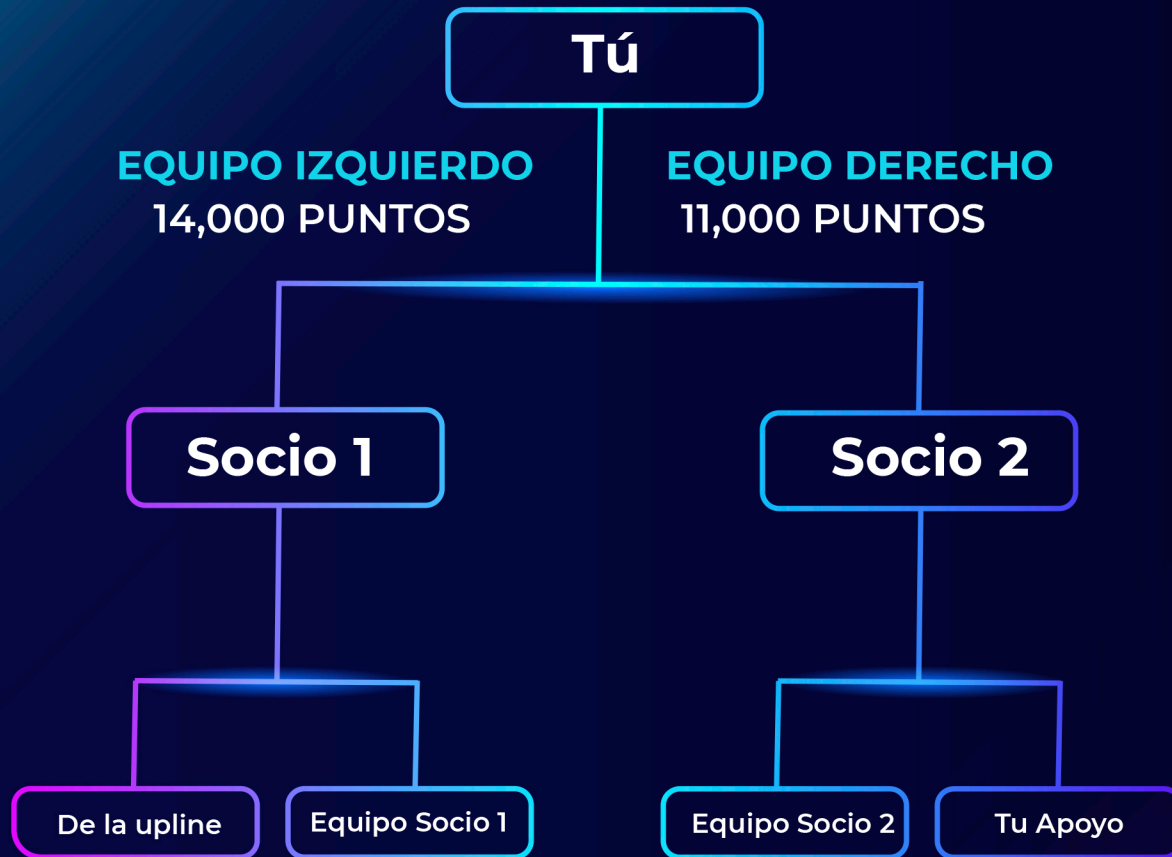 Tú
EQUIPO IZQUIERDO
14,000 PUNTOS
EQUIPO DERECHO
11,000 PUNTOS
Socio 1
Socio 2
De la upline
Equipo Socio 1
Equipo Socio 2
Tu Apoyo